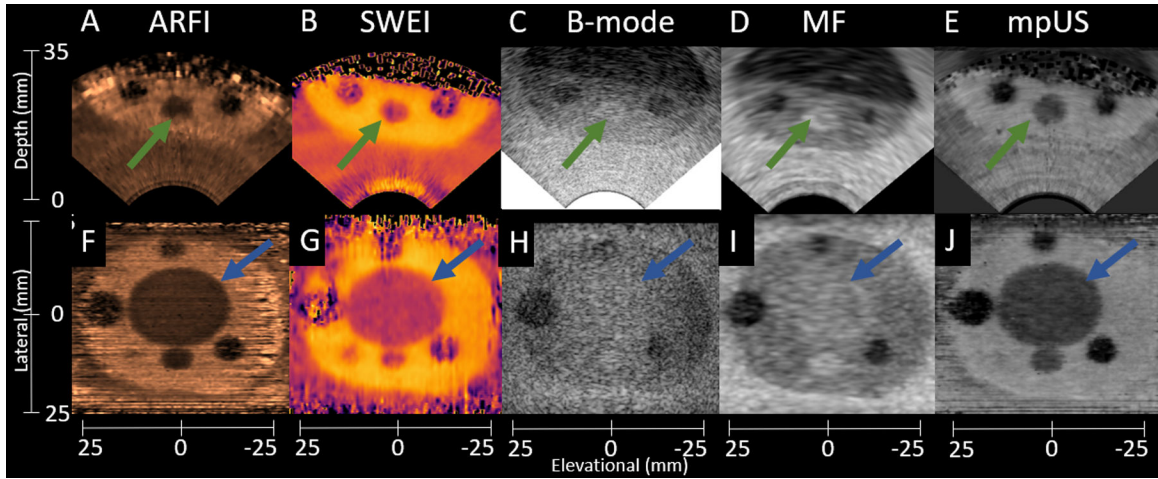 A ARFI B SWEI C B-mode D MF E mpUS
35
Depth (mm)
0
F G H I J
Lateral (mm)
0
25
25 0 -25 25 0 -25 25 0 -25 25 0 -25 25 0 -25
Elevational (mm)